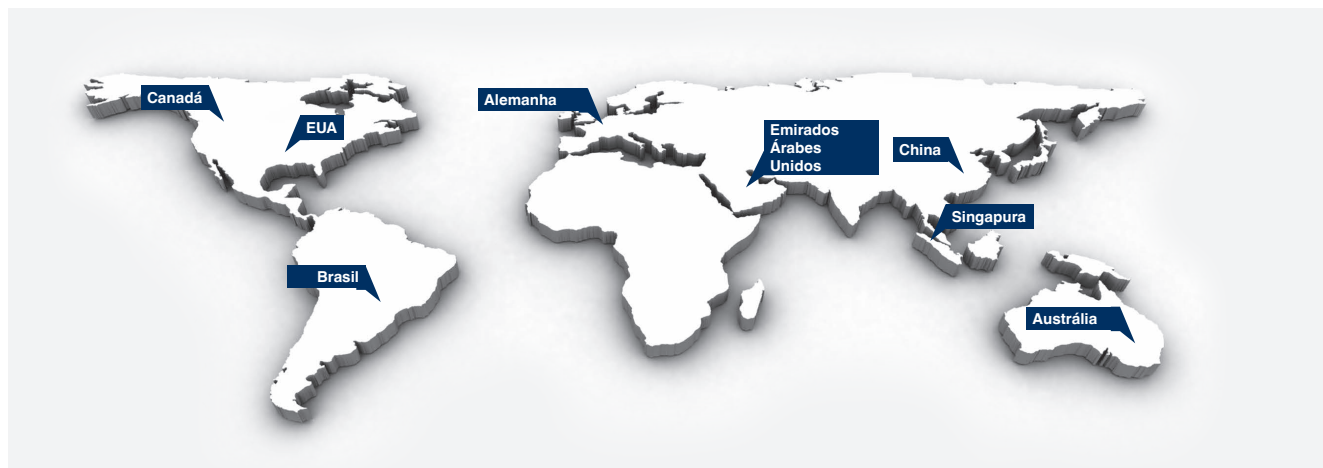 Canadá
EUA
Alemanha
Emirados
Árabes
Unidos
China
Singapura
Brasil
Austrália